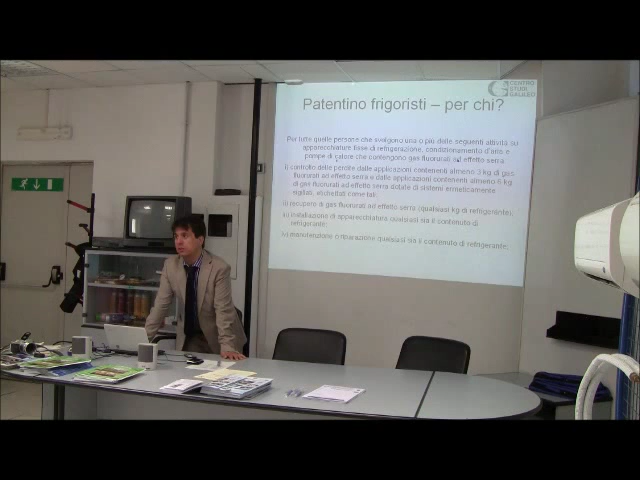 CENTRO
STUDI
GALILEO
Patentino frigoristi – per chi?
Per tutte quelle persone che svolgono una o più delle seguenti attività su
apparecchiature base di refrigerazione, condizionamento d'aria e
pompe di calore che contengono gas fluorurati ad effetto serra
i) controllo delle perdite dalle applicazioni contenenti almeno 3 kg di gas
fluorurati ad effetto serra e dalle applicazioni contenenti almeno 6 kg
di gas fluorurati ad effetto serra dotate di sistemi ermeticamente
sigillati, etichettati come tali;
ii) recupero di gas fluorurati ad effetto serra (qualsiasi kg di refrigerante);
iii) installazione di apparecchiatura qualsiasi sia il contenuto di
refrigerante;
iv) manutenzione o riparazione qualsiasi sia il contenuto di refrigerante;